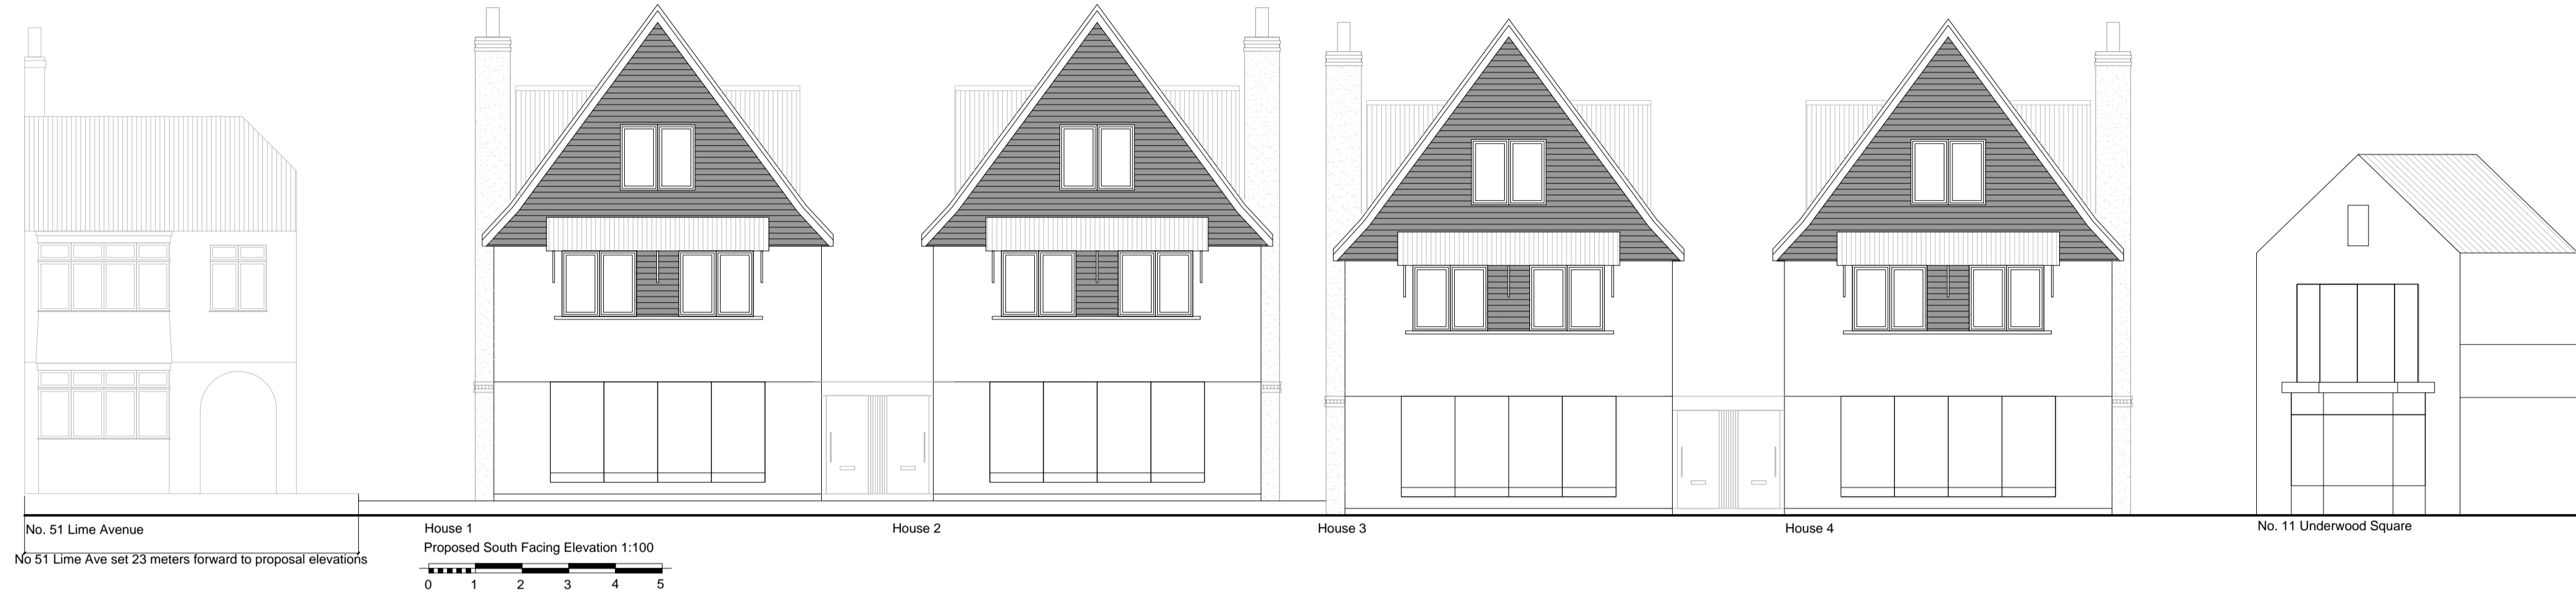 No. 51 Lime Avenue
No 51 Lime Ave set 23 meters forward to proposal elevations
House 1
Proposed South Facing Elevation 1:100
0 1 2 3 4 5
House 2
House 3
House 4
No. 11 Underwood Square